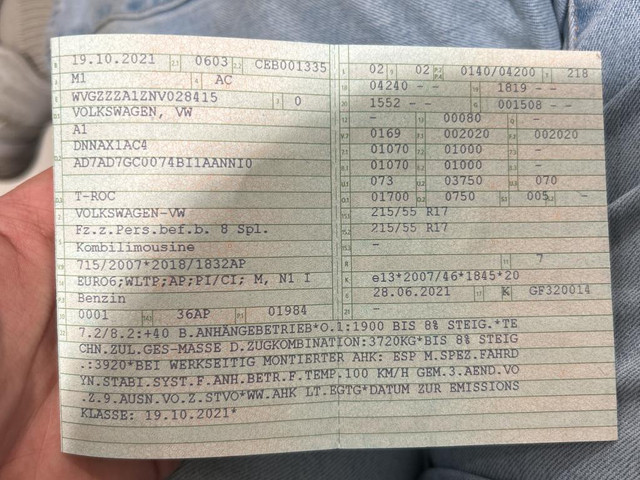 19.10.2021 0603 CEB001335
M1 AC
WVGZZZA1ZNV028415 0
VOLKSWAGEN, VW
A1
DNNAX1AC4
AD7AD7GC0074BI1AANNI0
T-ROC
VOLKSWAGEN-VW
Fz.z.Pers.bef.b. 8 Spl.
Kombilimousine
715/2007*2018/1832AP
EURO6;WLTP;AP;PI/CI; M, N1 I
Benzin
0001 36AP 01984
02 02 0140/04200 218
04240 - - 1819 - -
1552 - - 001508 - -
- 00080 -
0169 002020 002020
01070 01000 -
01070 01000 -
073 03750 070
01700 0750 005 -
215/55 R17
215/55 R17
-
-
7
e13*2007/46*1845*20
28.06.2021 K GF320014
-
7.2/8.2:+40 B.ANHÄNGEBETRIEB*O.1:1900 BIS 8% STEIG.*TE
CHN.ZUL.GES-MASSE D.ZUGKOMBINATION:3720KG*BIS 8% STEIG
.:3920*BEI WERKSEITIG MONTIERTER AHK: ESP M.SPEZ.FAHRD
YN.STABI.SYST.F.ANH.BETR.F.TEMP.100 KM/H GEM.3.AEND.VO
.Z.9.AUSN.VO.Z.STVO*WW.AHK LT.EGTG*DATUM ZUR EMISSIONS
KLASSE: 19.10.2021*